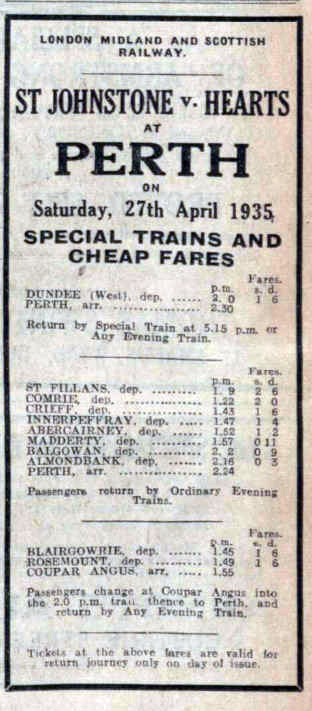 LONDON MIDLAND AND SCOTTISH
RAILWAY.
ST JOHNSTONE v. HEARTS
AT
PERTH
ON
Saturday, 27th April 1935,
SPECIAL TRAINS AND
CHEAP FARES
Fares.
p.m. s. d.
DUNDEE (West), dep. ...... 2. 0 1 6
PERTH, arr. ................ 2.30
Return by Special Train at 5.15 p.m. or
Any Evening Train.
Fares.
p.m. s. d.
ST FILLANS, dep. .......... 1. 9 2 6
COMRIE, dep. ............... 1.22 2 0
CRIEFF, dep. ............... 1.43 1 6
INNERPEFFRAY, dep. ..... 1.47 1 4
ABERCAIRNEY, dep. ...... 1.52 1 2
MADDERTY, dep. .......... 1.57 0 11
BALGOWAN, dep. .......... 2. 2 0 9
ALMONDBANK, dep. ....... 2.16 0 3
PERTH, arr. ................ 2.24
Passengers return by Ordinary Evening
Trains.
Fares.
p.m. s. d.
BLAIRGOWRIE, dep. ....... 1.45 1 6
ROSEMOUNT, dep. ......... 1.49 1 6
COUPAR ANGUS, arr. ..... 1.55
Passengers change at Coupar Angus into
the 2.0 p.m. train, thence to Perth, and
return by Any Evening Train.
Tickets at the above fares are valid for
return journey only on day of issue.